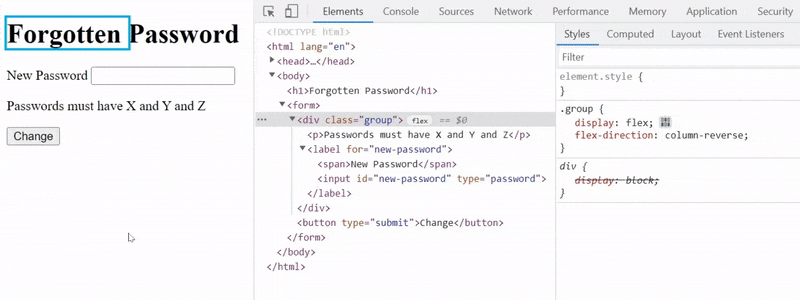 Forgotten Password
New Password
Passwords must have X and Y and Z
Change
Elements Console Sources Network Performance Memory Application Security
<!DOCTYPE html>
<html lang="en">
<head>…</head>
<body>
<h1>Forgotten Password</h1>
<form>
<div class="group"> flex == $0
<p>Passwords must have X and Y and Z</p>
<label for="new-password">
<span>New Password</span>
<input id="new-password" type="password">
</label>
</div>
<button type="submit">Change</button>
</form>
</body>
</html>
Styles Computed Layout Event Listeners
Filter
element.style {
}
.group {
display: flex;
flex-direction: column-reverse;
}
div {
display: block;
}